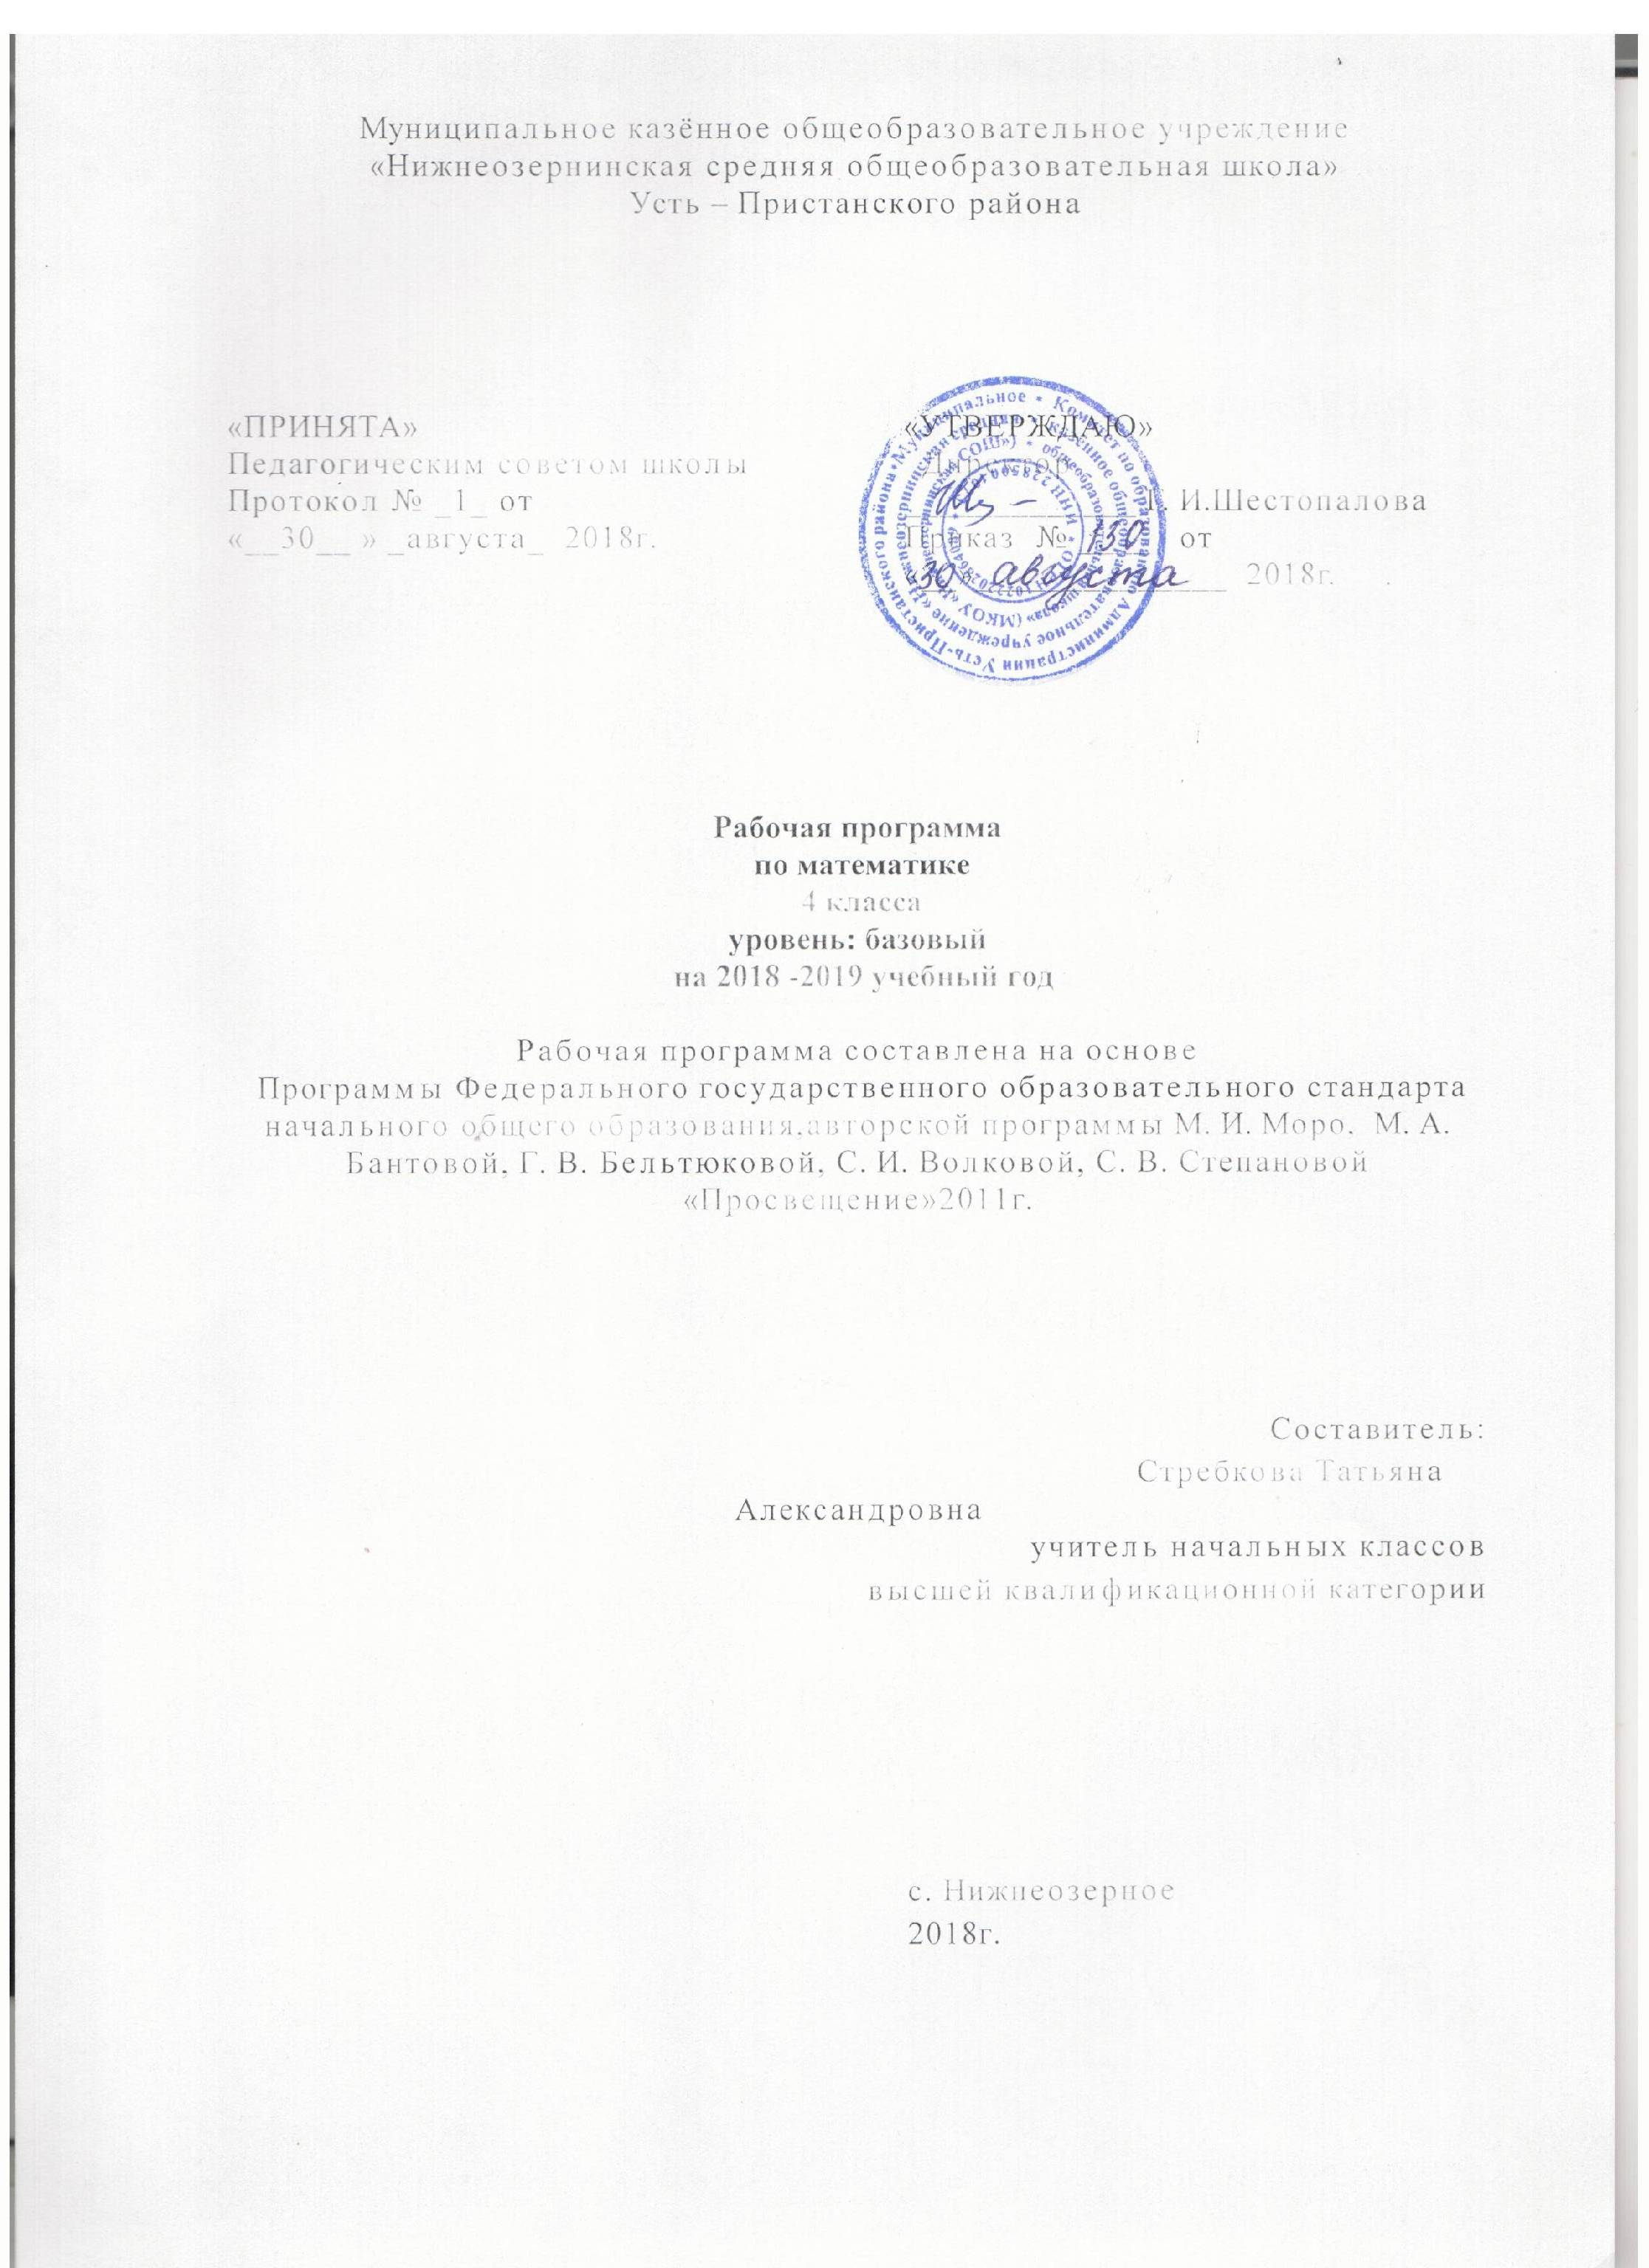 Муниципальное казённое общеобразовательное учреждение
«Нижнеозернинская средняя общеобразовательная школа»
Усть – Пристанского района
«ПРИНЯТА»
Педагогическим советом школы
Протокол № _1_ от
«__30__ » _августа_ 2018г.
«УТВЕРЖДАЮ»
Директор
И.Шестопалова
Приказ № 130 от
«30 августа 2018г.
Рабочая программа
по математике
4 класса
уровень: базовый
на 2018 -2019 учебный год
Рабочая программа составлена на основе
Программы Федерального государственного образовательного стандарта
начального общего образования,авторской программы М. И. Моро, М. А.
Бантовой, Г. В. Бельтюковой, С. И. Волковой, С. В. Степановой
«Просвещение»2011г.
Составитель:
Стребкова Татьяна
Александровна
учитель начальных классов
высшей квалификационной категории
с. Нижнеозерное
2018г.